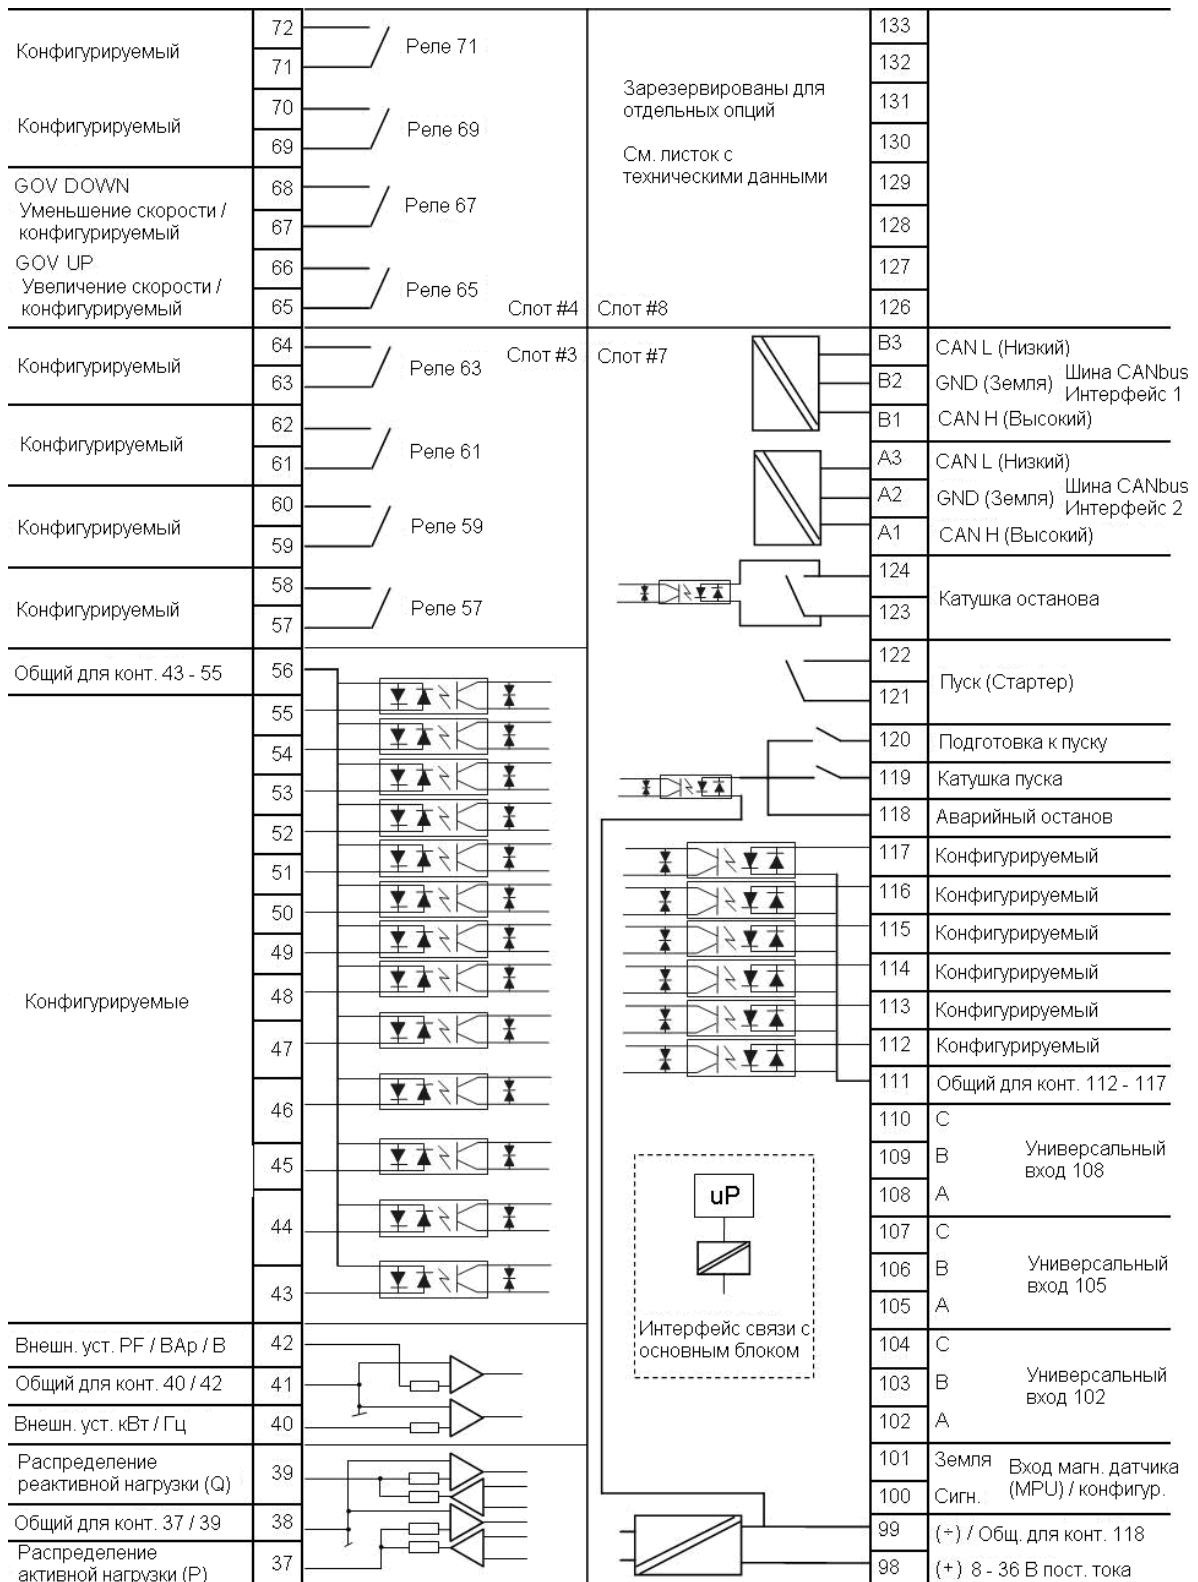 72
71
Конфигурируемый
Реле 71
70
69
Конфигурируемый
Реле 69
GOV DOWN
Уменьшение скорости /
конфигурируемый
68
67
Реле 67
GOV UP
Увеличение скорости /
конфигурируемый
66
65
Реле 65
Слот #4
Конфигурируемый
64
63
Реле 63
Слот #3
Конфигурируемый
62
61
Реле 61
Конфигурируемый
60
59
Реле 59
Конфигурируемый
58
57
Реле 57
Общий для конт. 43 - 55
56
55
54
53
52
51
50
49
48
Конфигурируемые
47
46
45
44
43
Внешн. уст. PF / ВАр / В
42
Общий для конт. 40 / 42
41
Внешн. уст. кВт / Гц
40
Распределение
реактивной нагрузки (Q)
39
Общий для конт. 37 / 39
38
Распределение
активной нагрузки (P)
37
Зарезервированы для
отдельных опций
См. листок с
техническими данными
133
132
131
130
129
128
127
126
Слот #8
Слот #7
B3
CAN L (Низкий)
B2
GND (Земля)
B1
CAN H (Высокий)
Шина CANbus
Интерфейс 1
A3
CAN L (Низкий)
A2
GND (Земля)
A1
CAN H (Высокий)
Шина CANbus
Интерфейс 2
124
123
Катушка останова
122
121
Пуск (Стартер)
120
Подготовка к пуску
119
Катушка пуска
118
Аварийный останов
117
Конфигурируемый
116
Конфигурируемый
115
Конфигурируемый
114
Конфигурируемый
113
Конфигурируемый
112
Конфигурируемый
111
Общий для конт. 112 - 117
110
C
109
B
108
A
Универсальный
вход 108
107
C
106
B
105
A
Универсальный
вход 105
uP
Интерфейс связи с
основным блоком
104
C
103
B
102
A
Универсальный
вход 102
101
Земля
100
Сигн.
Вход магн. датчика
(MPU) / конфигур.
99
(÷) / Общ. для конт. 118
98
(+) 8 - 36 В пост. тока